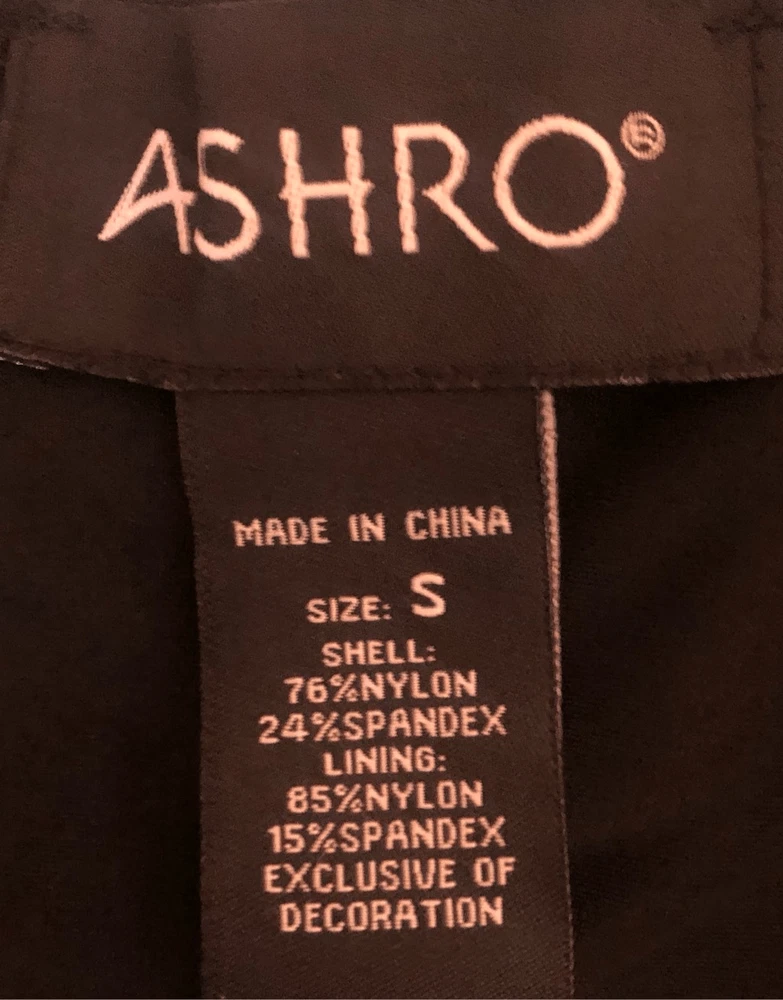 ASHRO®
MADE IN CHINA
SIZE: S
SHELL:
76%NYLON
24%SPANDEX
LINING:
85%NYLON
15%SPANDEX
EXCLUSIVE OF
DECORATION